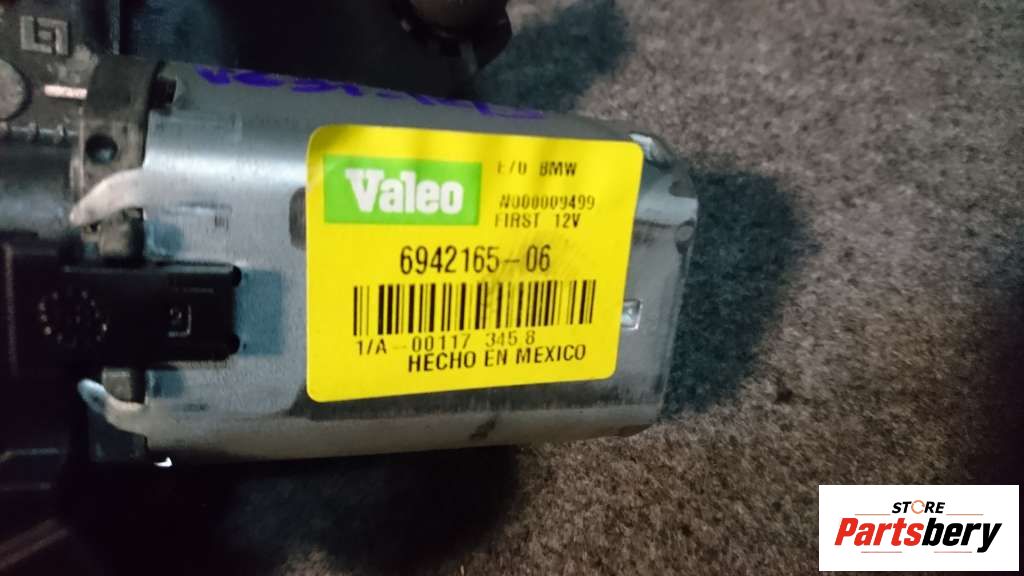 Valeo
E/D BMW
W000009499
FIRST 12V
6942165-06
1/A-00117 345 8
HECHO EN MEXICO
STORE
Partsbery